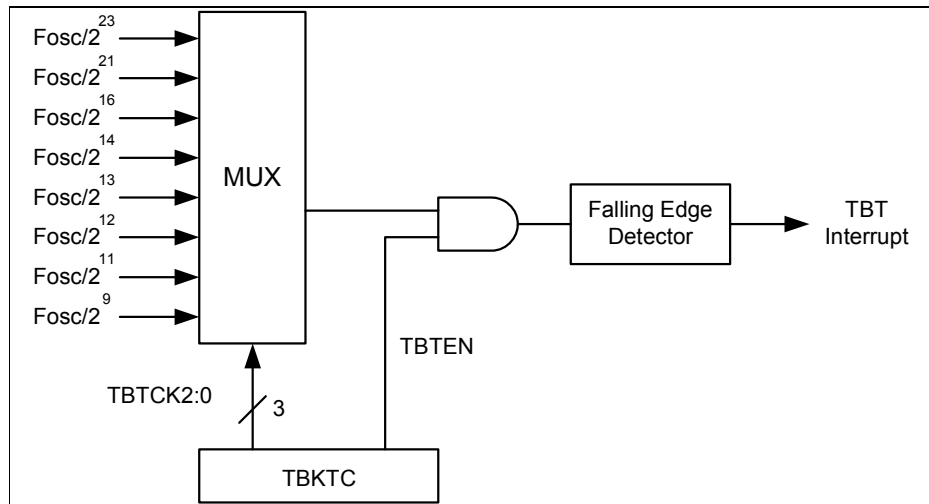 Fosc/2^23
Fosc/2^21
Fosc/2^16
Fosc/2^14
Fosc/2^13
Fosc/2^12
Fosc/2^11
Fosc/2^9
MUX
Falling Edge
Detector
TBT
Interrupt
TBTEN
TBTCK2:0
3
TBKTC